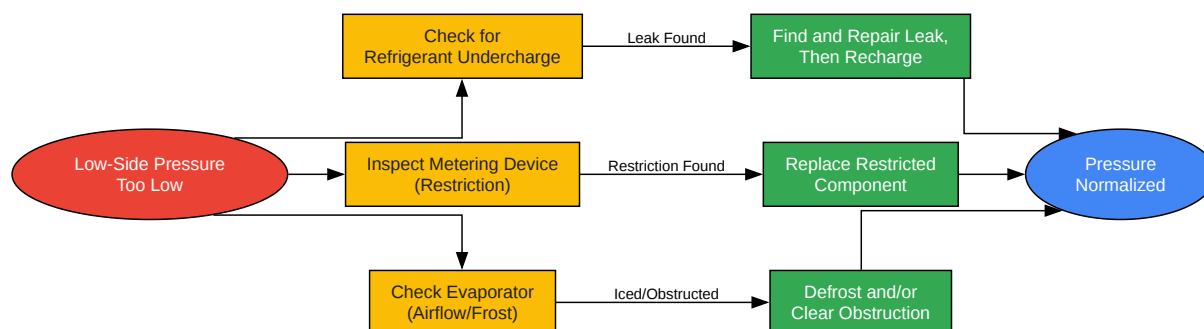 Check for
Refrigerant Undercharge
Leak Found
Find and Repair Leak,
Then Recharge
Low-Side Pressure
Too Low
Inspect Metering Device
(Restriction)
Restriction Found
Replace Restricted
Component
Pressure
Normalized
Check Evaporator
(Airflow/Frost)
Iced/Obstructed
Defrost and/or
Clear Obstruction